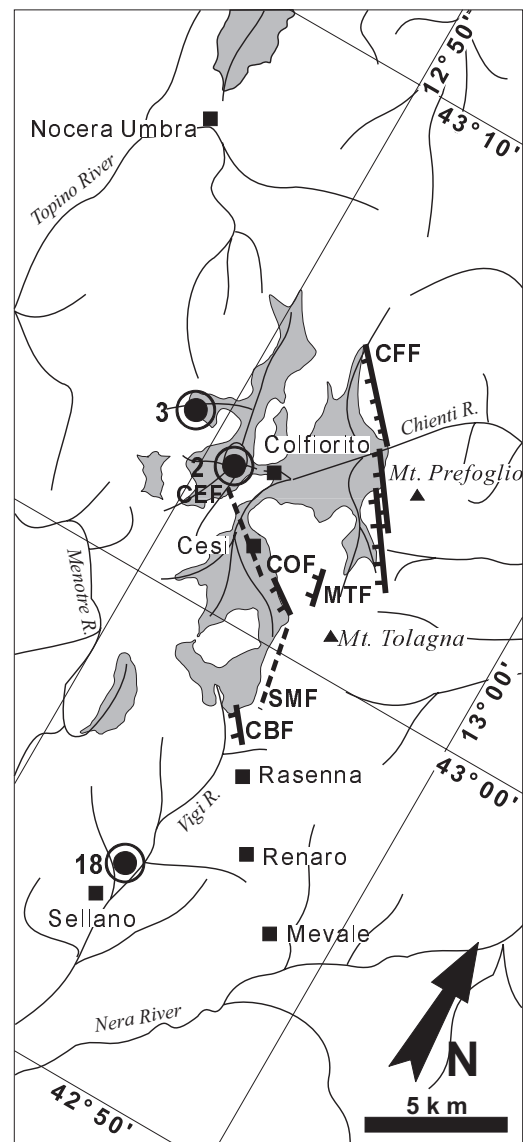 12°50'
43°10'
Nocera Umbra
Topino River
CFF
3
Chienti R.
Colfiorito
2
Mt. Prefoglio
CEF
Cesi
COF
MTF
Menotre R.
Mt. Tolagna
SMF
13°00'
CBF
Rasenna
43°00'
Vigi R.
Renaro
18
Sellano
Mevale
Nera River
N
42°50'
5 km